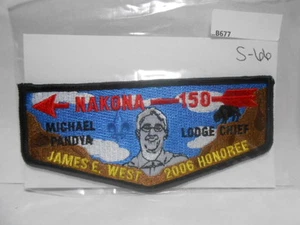 8677
S-66
NAKONA 150
MICHAEL PANDYA
LODGE CHIEF
JAMES E. WEST 2006 HONOREE